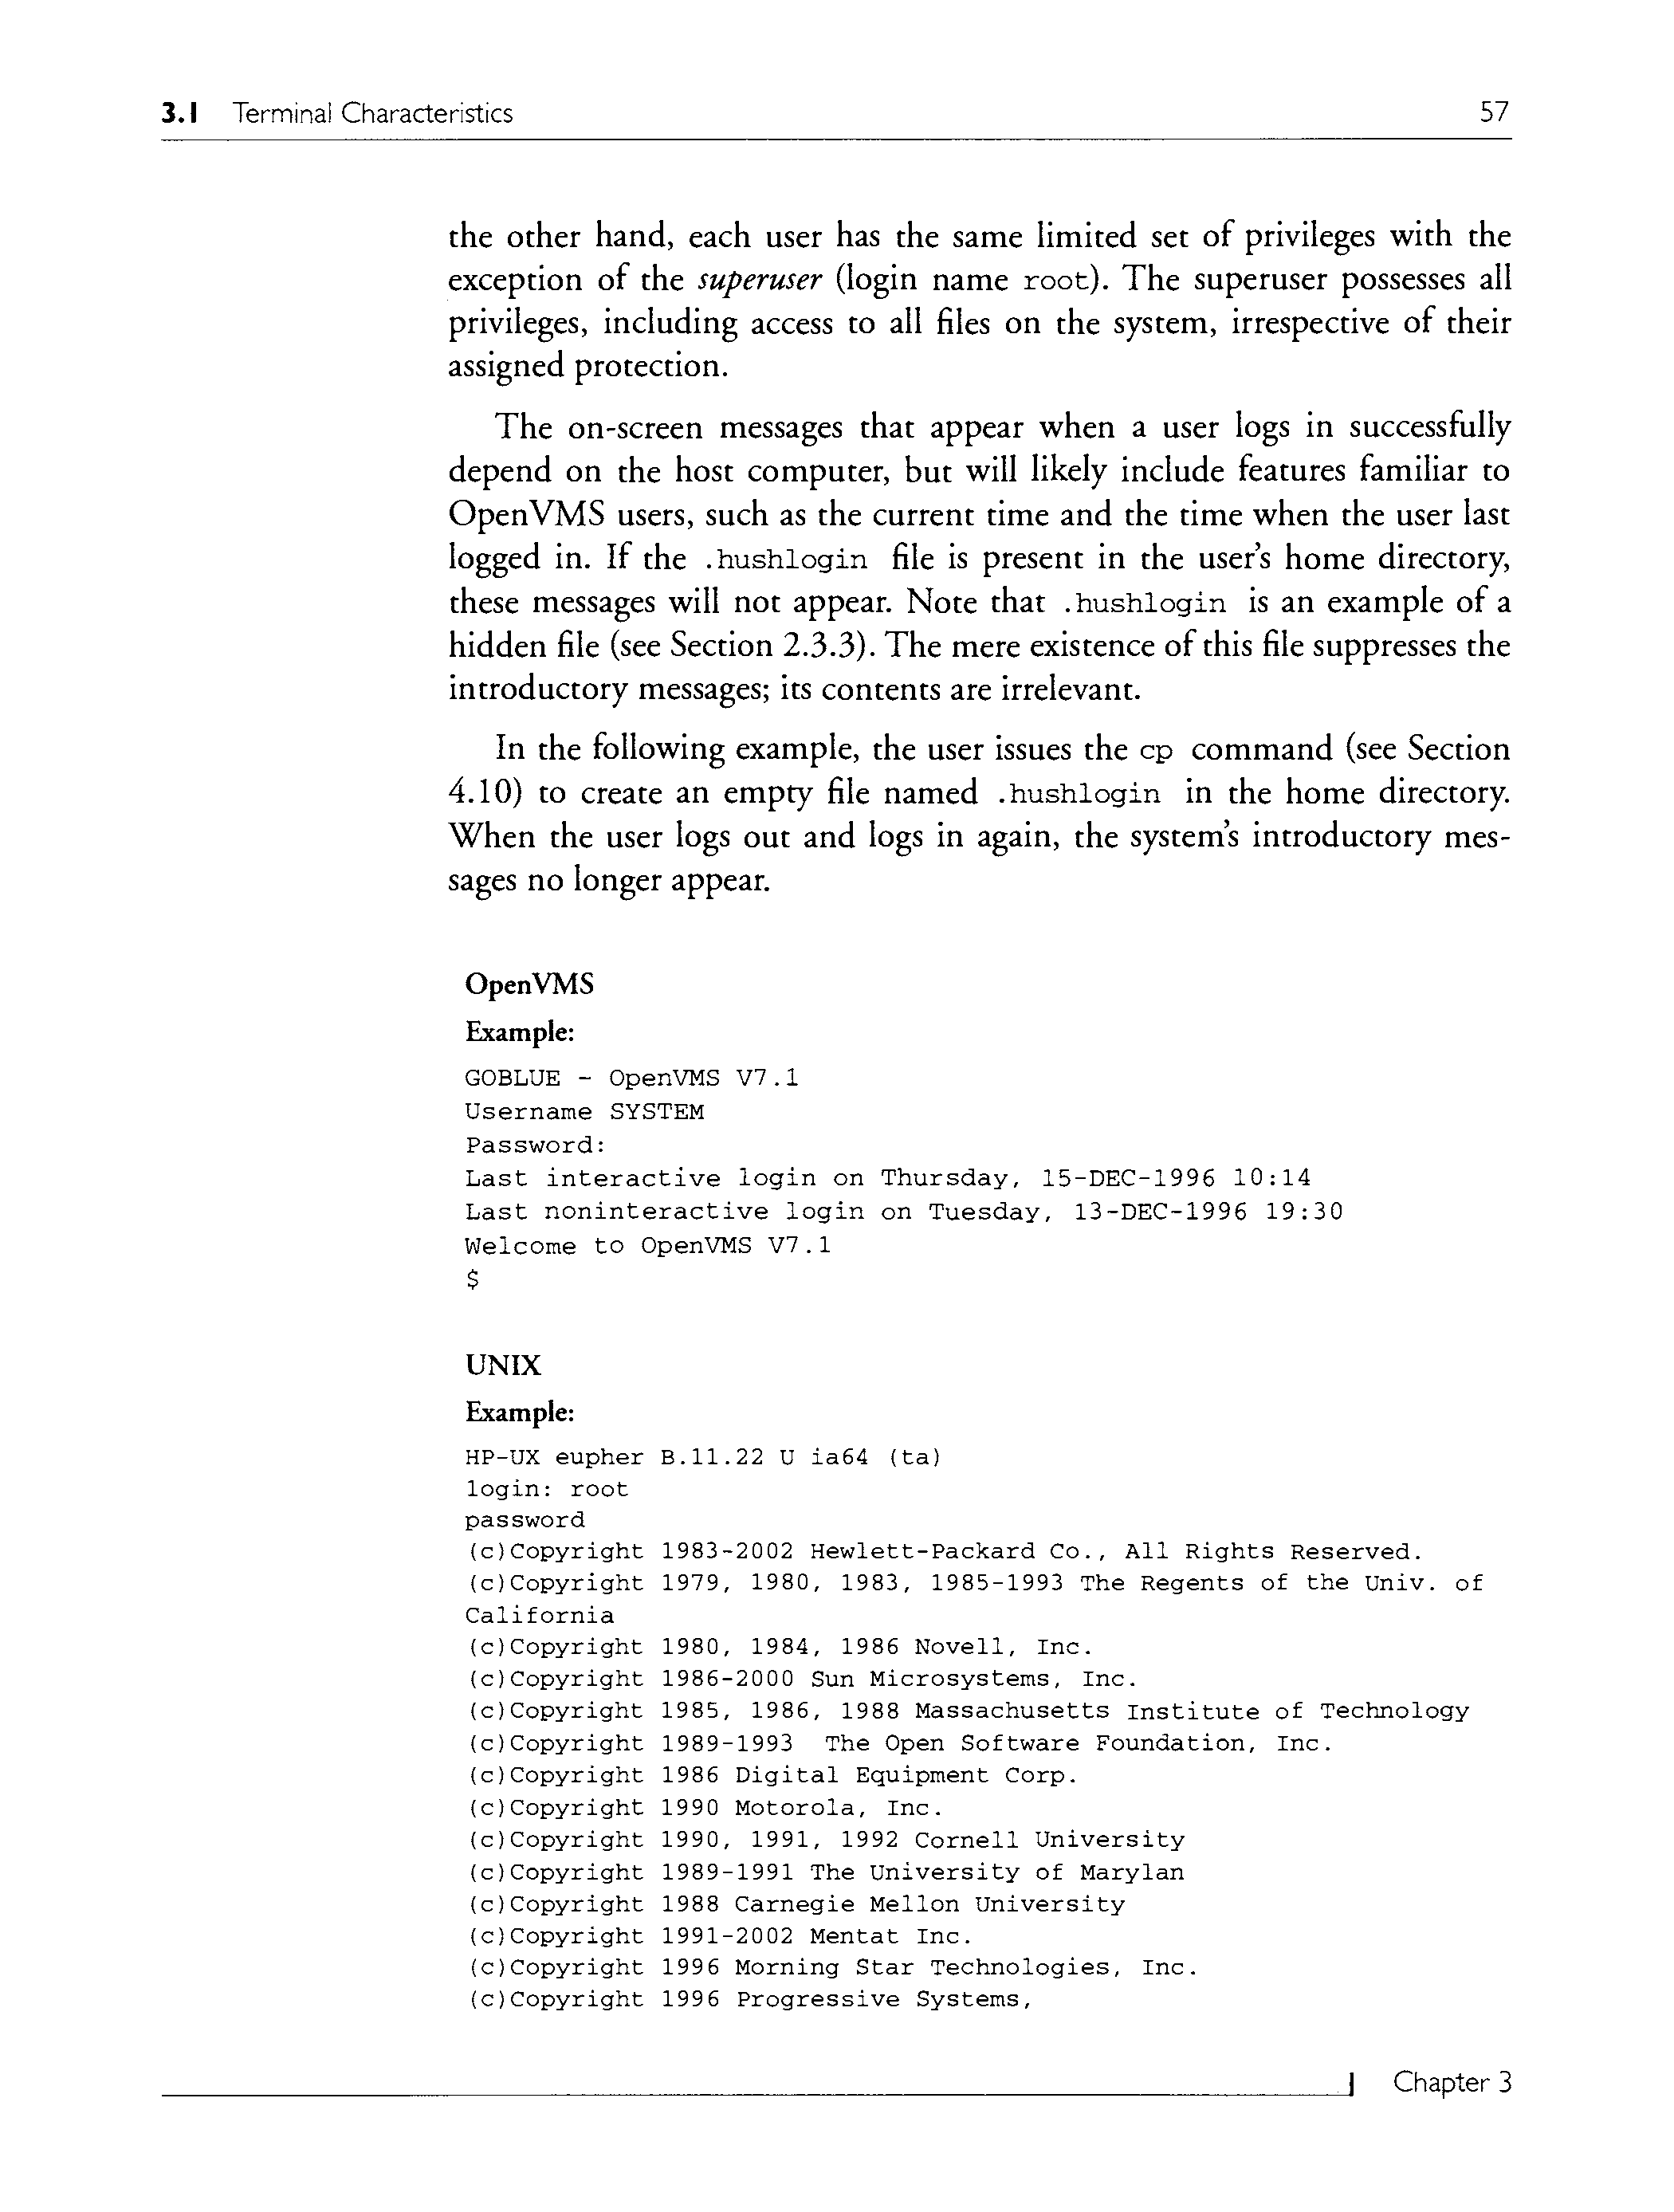 3.1 Terminal Characteristics 57
the other hand, each user has the same limited set of privileges with the
exception of the superuser (login name root). The superuser possesses all
privileges, including access to all files on the system, irrespective of their
assigned protection.
The on-screen messages that appear when a user logs in successfully
depend on the host computer, but will likely include features familiar to
OpenVMS users, such as the current time and the time when the user last
logged in. If the .hushlogin file is present in the user's home directory,
these messages will not appear. Note that .hushlogin is an example of a
hidden file (see Section 2.3.3). The mere existence of this file suppresses the
introductory messages; its contents are irrelevant.
In the following example, the user issues the cp command (see Section
4.10) to create an empty file named .hushlogin in the home directory.
When the user logs out and logs in again, the system's introductory mes-
sages no longer appear.
OpenVMS
Example:
GOBLUE - OpenVMS V7.1
Username SYSTEM
Password:
Last interactive login on Thursday, 15-DEC-1996 10:14
Last noninteractive login on Tuesday, 13-DEC-1996 19:30
Welcome to OpenVMS V7.1
$
UNIX
Example:
HP-UX eupher B.11.22 U ia64 (ta)
login: root
password
(c)Copyright 1983-2002 Hewlett-Packard Co., All Rights Reserved.
(c)Copyright 1979, 1980, 1983, 1985-1993 The Regents of the Univ. of
California
(c)Copyright 1980, 1984, 1986 Novell, Inc.
(c)Copyright 1986-2000 Sun Microsystems, Inc.
(c)Copyright 1985, 1986, 1988 Massachusetts Institute of Technology
(c)Copyright 1989-1993 The Open Software Foundation, Inc.
(c)Copyright 1986 Digital Equipment Corp.
(c)Copyright 1990 Motorola, Inc.
(c)Copyright 1990, 1991, 1992 Cornell University
(c)Copyright 1989-1991 The University of Marylan
(c)Copyright 1988 Carnegie Mellon University
(c)Copyright 1991-2002 Mentat Inc.
(c)Copyright 1996 Morning Star Technologies, Inc.
(c)Copyright 1996 Progressive Systems,
Chapter 3